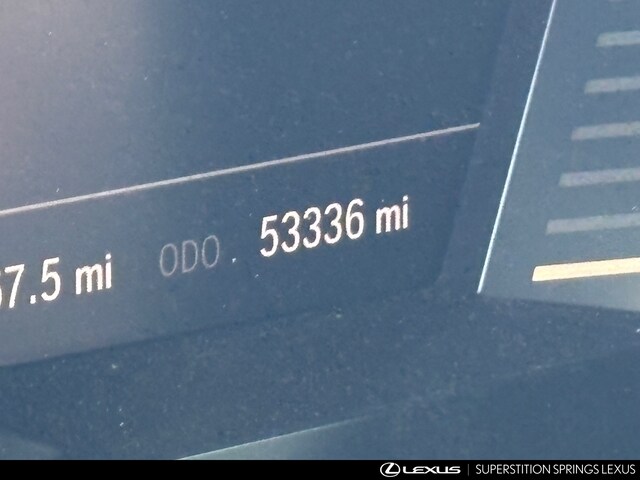 7.5 mi ODO 53336 mi
LEXUS SUPERSTITION SPRINGS LEXUS